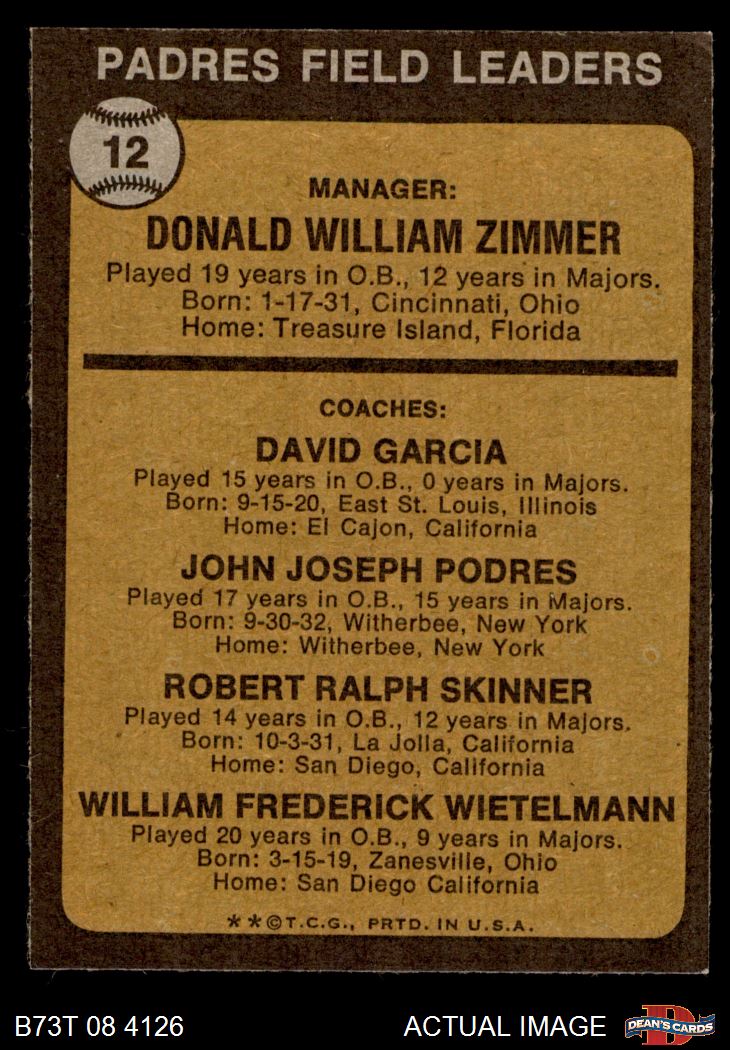 PADRES FIELD LEADERS
12
MANAGER:
DONALD WILLIAM ZIMMER
Played 19 years in O.B., 12 years in Majors.
Born: 1-17-31, Cincinnati, Ohio
Home: Treasure Island, Florida
COACHES:
DAVID GARCIA
Played 15 years in O.B., 0 years in Majors.
Born: 9-15-20, East St. Louis, Illinois
Home: El Cajon, California
JOHN JOSEPH PODRES
Played 17 years in O.B., 15 years in Majors.
Born: 9-30-32, Witherbee, New York
Home: Witherbee, New York
ROBERT RALPH SKINNER
Played 14 years in O.B., 12 years in Majors.
Born: 10-3-31, La Jolla, California
Home: San Diego, California
WILLIAM FREDERICK WIETELMANN
Played 20 years in O.B., 9 years in Majors.
Born: 3-15-19, Zanesville, Ohio
Home: San Diego California
**©T.C.G., PRTD. IN U.S.A.
B73T 08 4126 ACTUAL IMAGE D DEAN'S CARDS